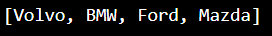 [Volvo, BMW, Ford, Mazda]